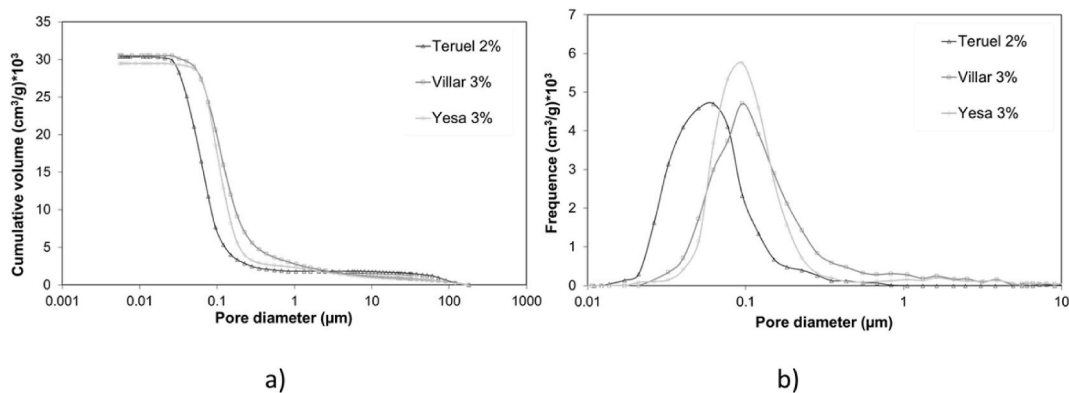 35
30
25
20
15
10
5
0
Cumulative volume (cm³/g)*10³
0.001 0.01 0.1 1 10 100 1000
Pore diameter (µm)
Teruel 2%
Villar 3%
Yesa 3%
a)
7
6
5
4
3
2
1
0
Frequence (cm³/g)*10³
0.01 0.1 1 10
Pore diameter (µm)
Teruel 2%
Villar 3%
Yesa 3%
b)